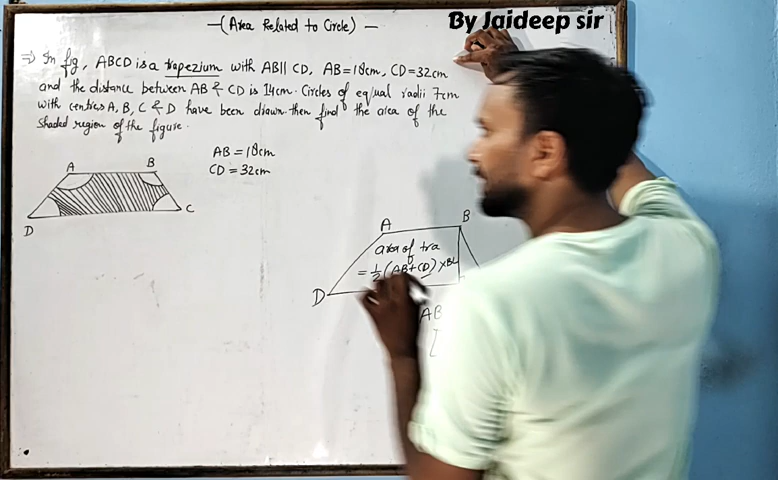 —(Area Related to Circle)—
By Jaideep sir
⇒ In fig, ABCD is a trapezium with AB∥CD, AB=18cm, CD=32cm
and the distance between AB & CD is 14cm. Circles of equal radii 7cm
with centres A, B, C & D have been drawn then find the area of the
shaded region of the figure.
AB = 18cm
CD = 32cm
A B
D C
A B
area of tra
= 1/2 (AB+CD) × BL
D
AB